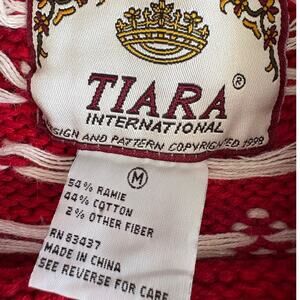 TIARA ®
INTERNATIONAL
SIGN AND PATTERN COPYRIGHTED 1998
M
54% RAMIE
44% COTTON
2% OTHER FIBER
RN 83437
MADE IN CHINA
SEE REVERSE FOR CARE